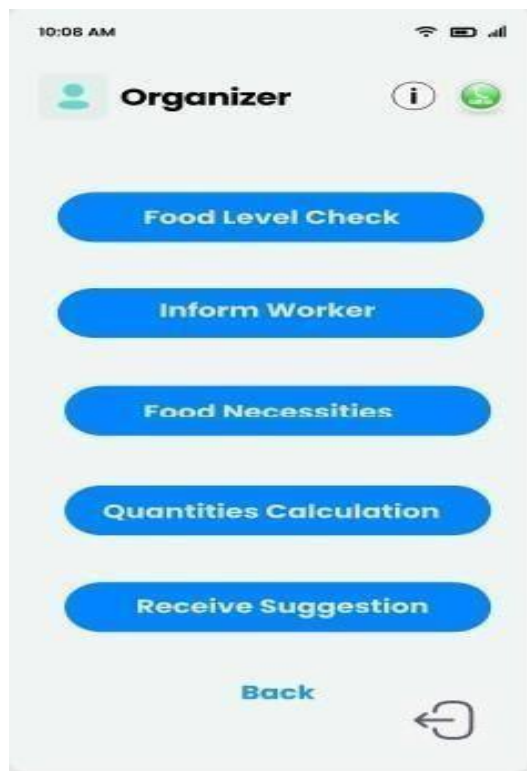 10:08 AM
Organizer
i
Food Level Check
Inform Worker
Food Necessities
Quantities Calculation
Receive Suggestion
Back